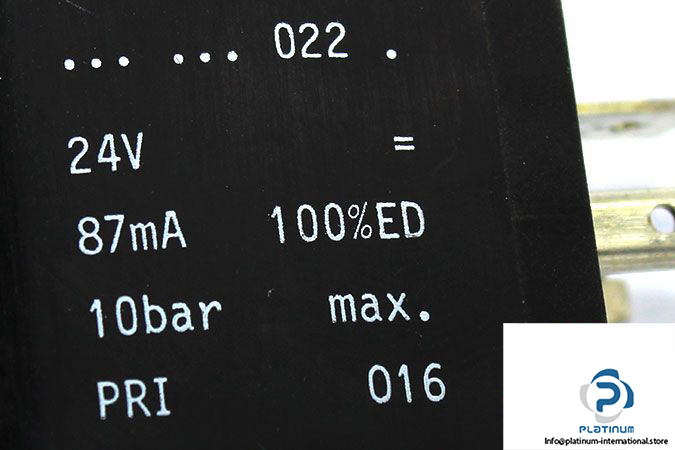 ... ... 022 .
24V =
87mA 100%ED
10bar max.
PRI 016
PLATINUM
Info@platinum-international.store